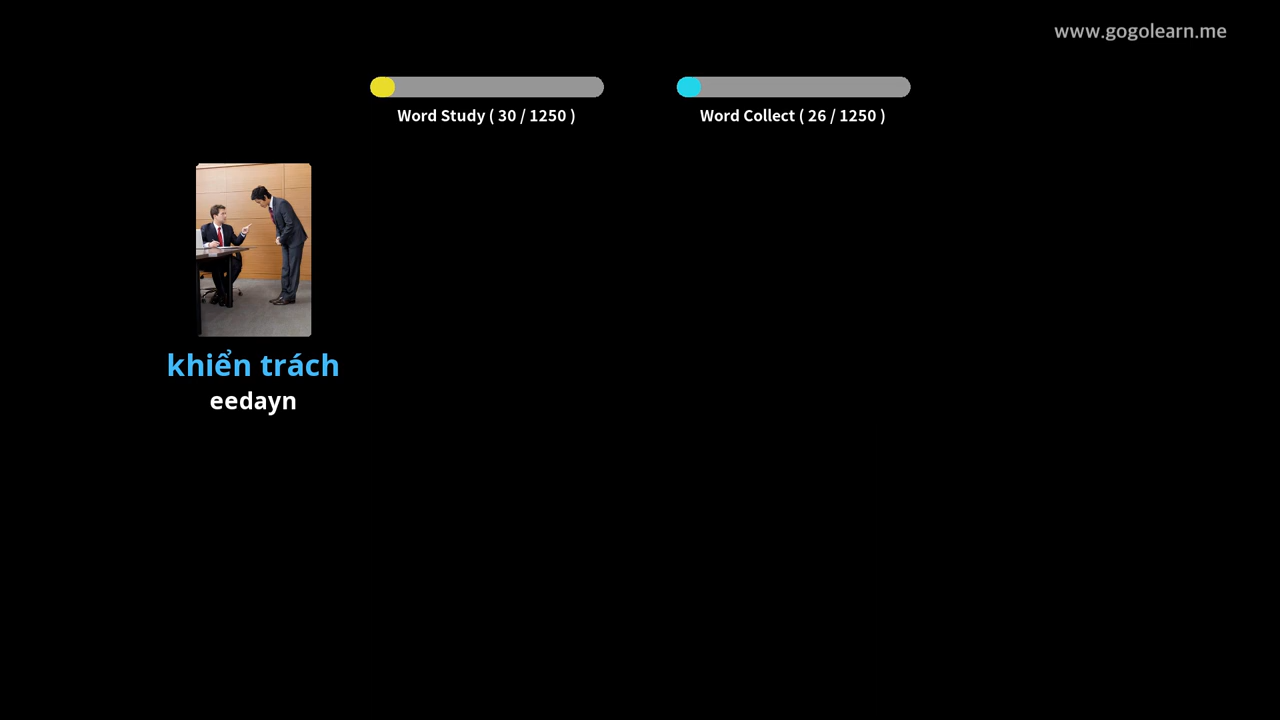 www.gogolearn.me
Word Study ( 30 / 1250 )
Word Collect ( 26 / 1250 )
khiển trách
eedayn